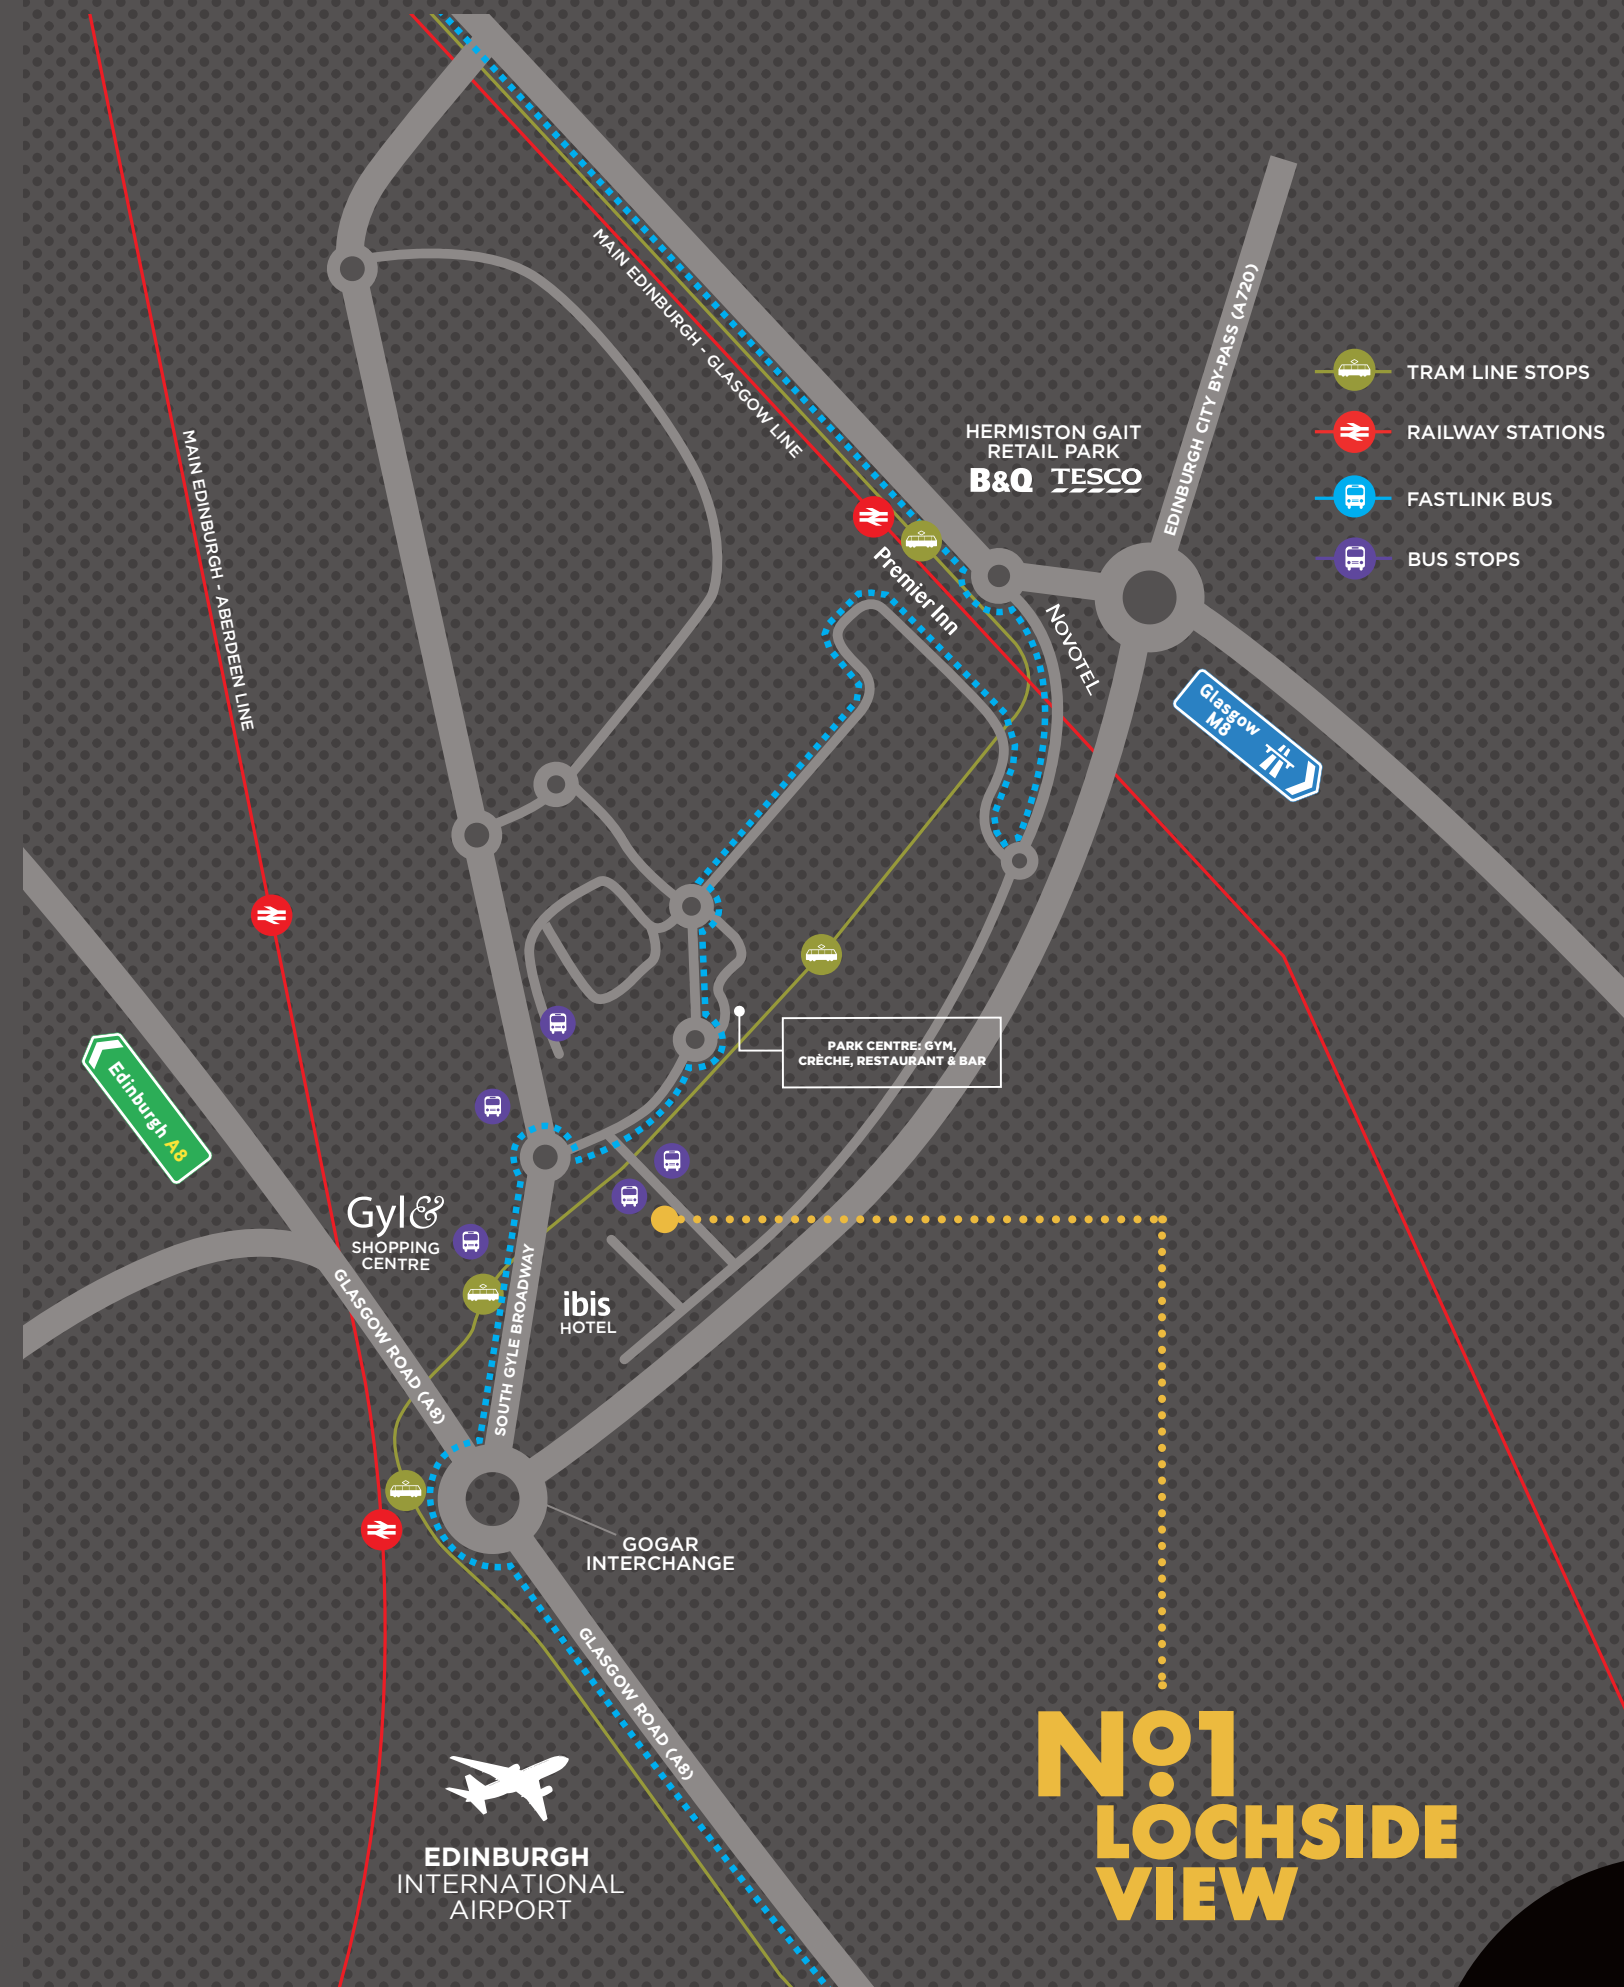 MAIN EDINBURGH - GLASGOW LINE
EDINBURGH CITY BY-PASS (A720)
TRAM LINE STOPS
RAILWAY STATIONS
FASTLINK BUS
BUS STOPS
HERMISTON GAIT
RETAIL PARK
B&Q TESCO
MAIN EDINBURGH - ABERDEEN LINE
Premier Inn
NOVOTEL
Glasgow
M8
PARK CENTRE: GYM,
CRÈCHE, RESTAURANT & BAR
Edinburgh A8
Gyle
SHOPPING
CENTRE
SOUTH GYLE BROADWAY
GLASGOW ROAD (A8)
ibis
HOTEL
GOGAR
INTERCHANGE
GLASGOW ROAD (A8)
EDINBURGH
INTERNATIONAL
AIRPORT
No1
LOCHSIDE
VIEW